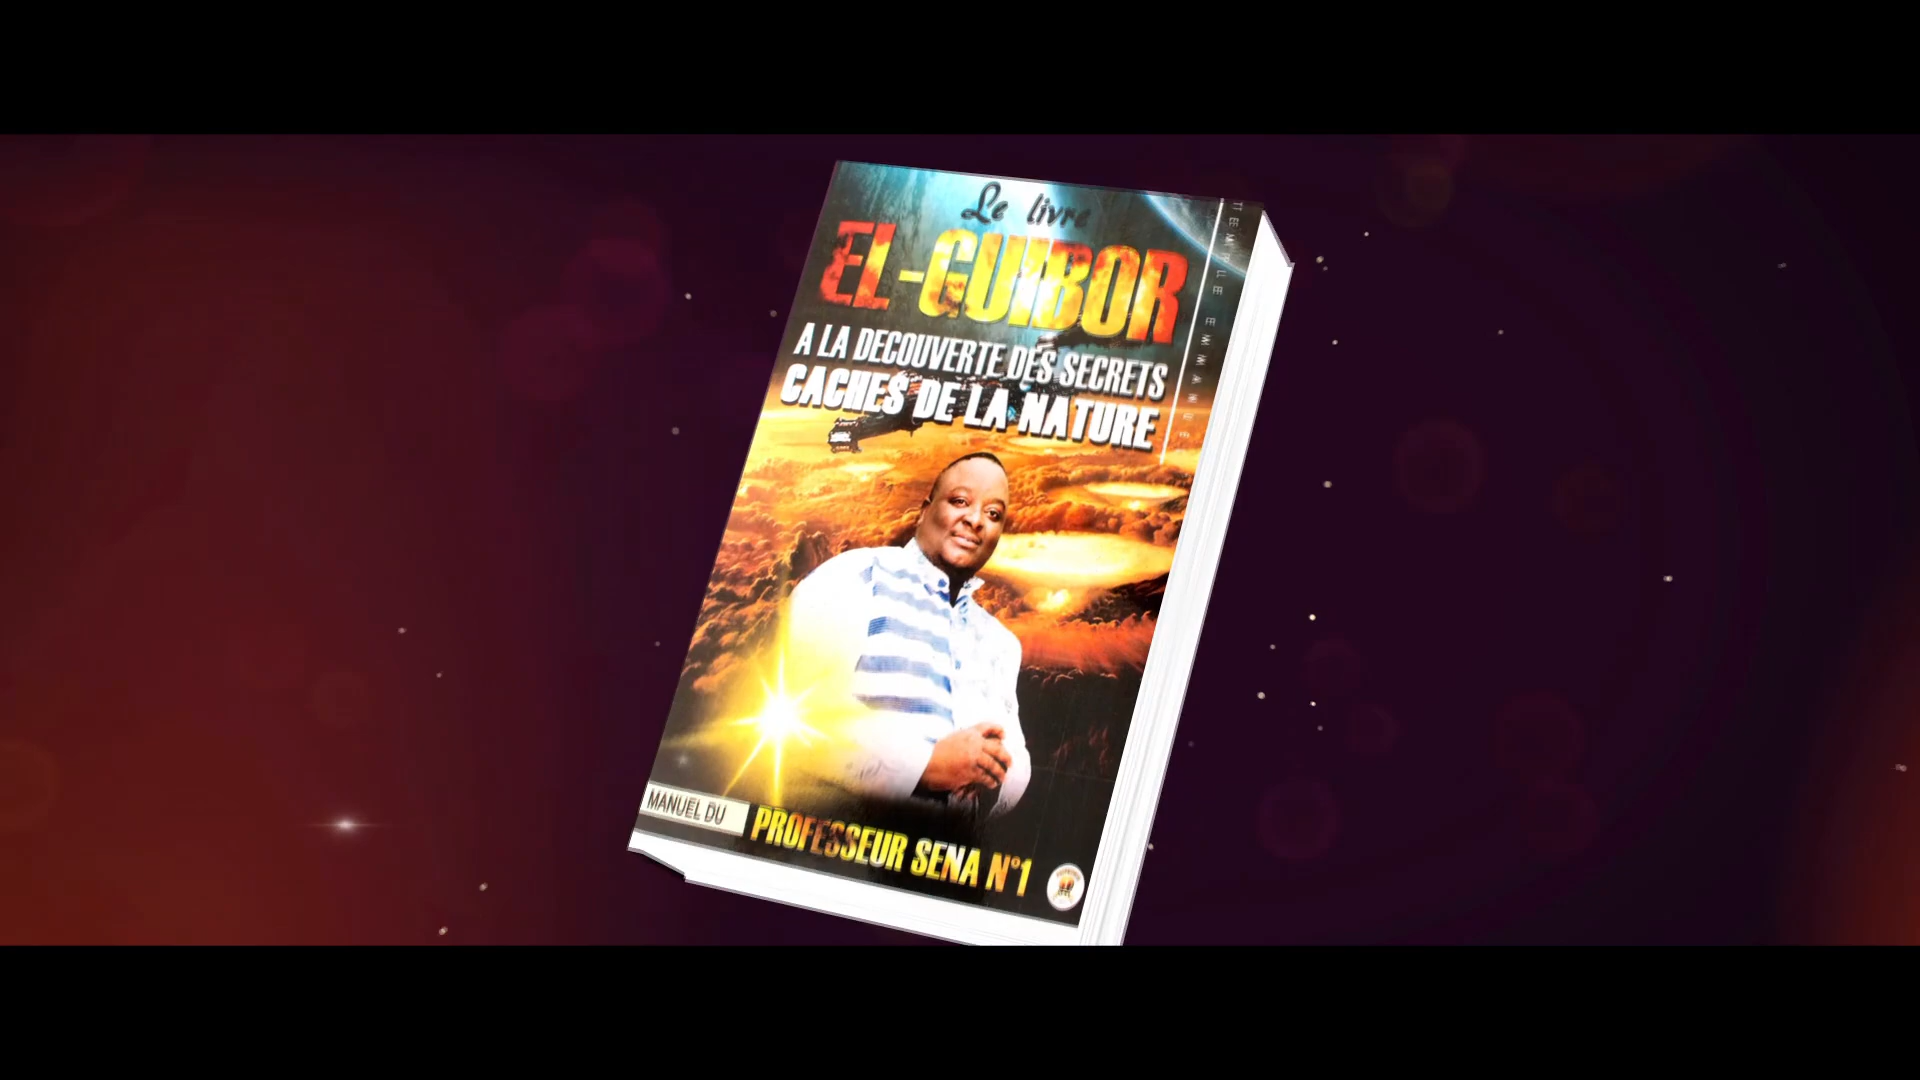 Le livre
EL-GUIBOR
A LA DECOUVERTE DES SECRETS
CACHES DE LA NATURE
MANUEL DU
PROFESSEUR SENA N°1